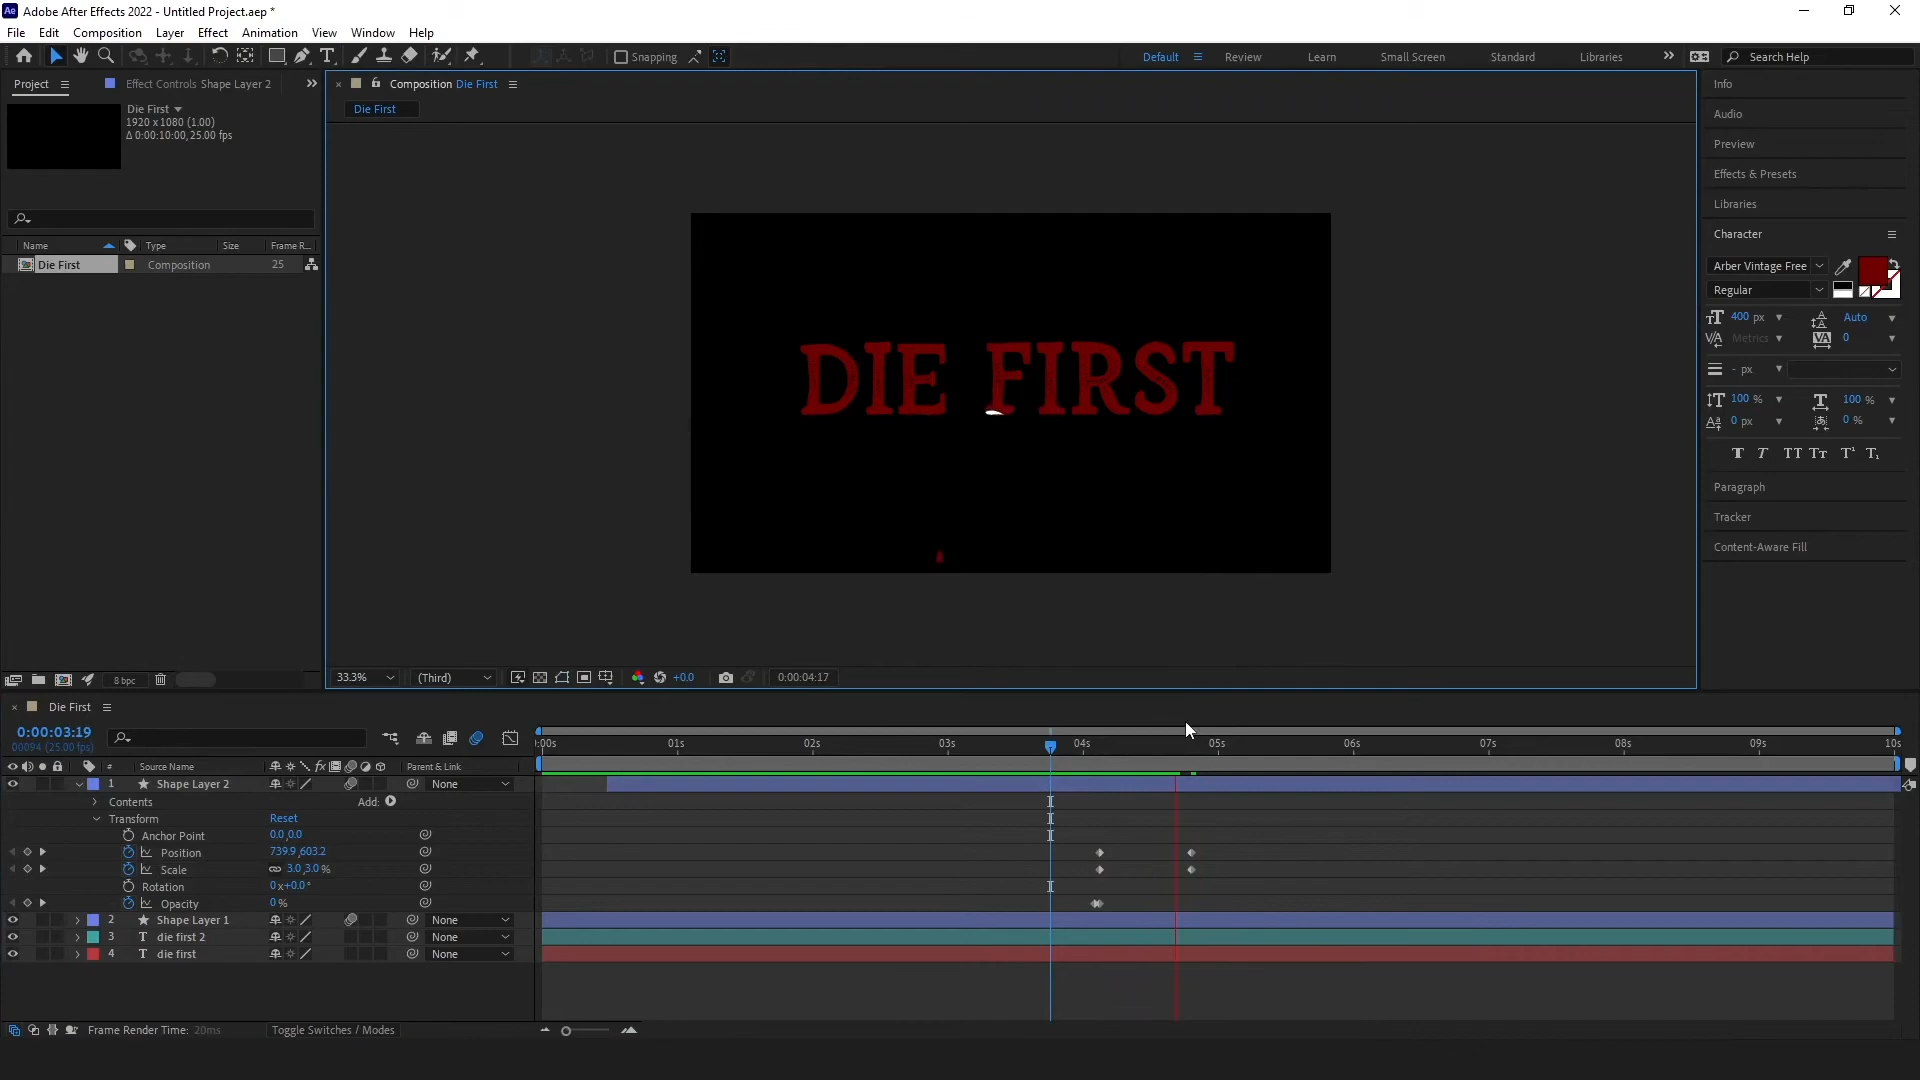 Ae Adobe After Effects 2022 - Untitled Project.aep *
File Edit Composition Layer Effect Animation View Window Help
Snapping
Default Review Learn Small Screen Standard Libraries Search Help
Project Effect Controls Shape Layer 2
Die First
1920 x 1080 (1.00)
Δ 0:00:10:00, 25.00 fps
Name Type Size Frame R...
Die First Composition 25
8 bpc
Composition Die First
Die First
DIE FIRST
33.3% (Third) +0.0 0:00:04:17
Info
Audio
Preview
Effects & Presets
Libraries
Character
Arber Vintage Free
Regular
400 px Auto
Metrics 0
- px
100 % 100 %
0 px 0 %
T T TT Tт T¹ T₁
Paragraph
Tracker
Content-Aware Fill
Die First
0:00:03:19
00094 (25.00 fps)
:00s 01s 02s 03s 04s 05s 06s 07s 08s 09s 10s
# Source Name fx Parent & Link
1 Shape Layer 2 None
Contents Add:
Transform Reset
Anchor Point 0.0,0.0
Position 739.9,603.2
Scale 3.0,3.0 %
Rotation 0x+0.0°
Opacity 0 %
2 Shape Layer 1 None
3 T die first 2 None
4 T die first None
Frame Render Time: 20ms Toggle Switches / Modes